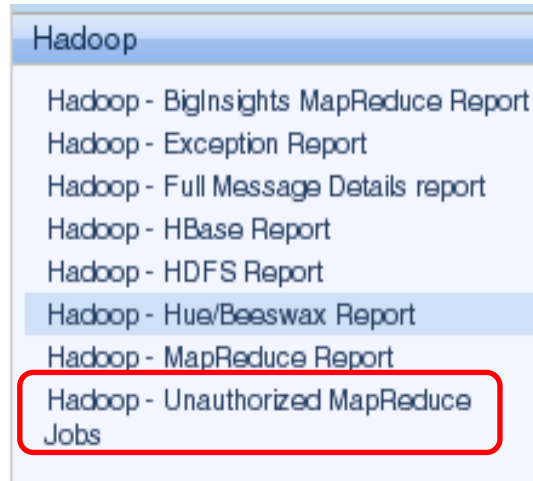 Hadoop
Hadoop - BigInsights MapReduce Report
Hadoop - Exception Report
Hadoop - Full Message Details report
Hadoop - HBase Report
Hadoop - HDFS Report
Hadoop - Hue/Beeswax Report
Hadoop - MapReduce Report
Hadoop - Unauthorized MapReduce
Jobs